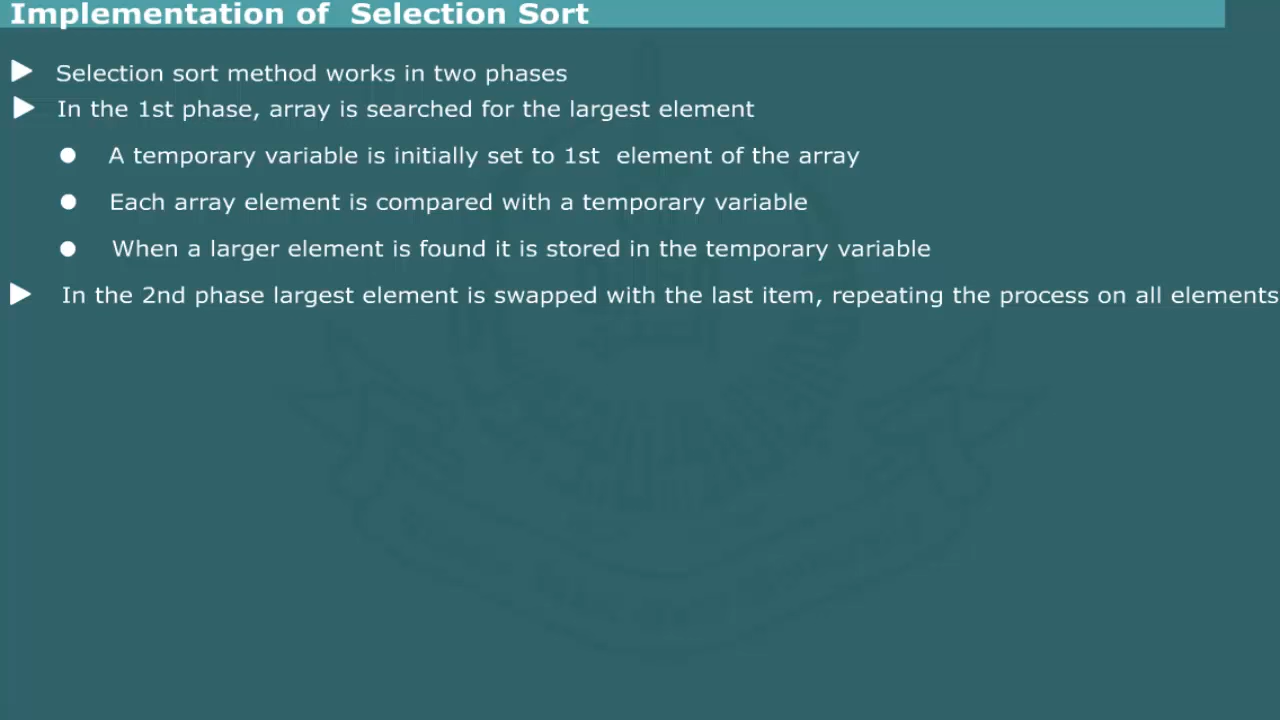 Implementation of Selection Sort
Selection sort method works in two phases
In the 1st phase, array is searched for the largest element
A temporary variable is initially set to 1st element of the array
Each array element is compared with a temporary variable
When a larger element is found it is stored in the temporary variable
In the 2nd phase largest element is swapped with the last item, repeating the process on all elements